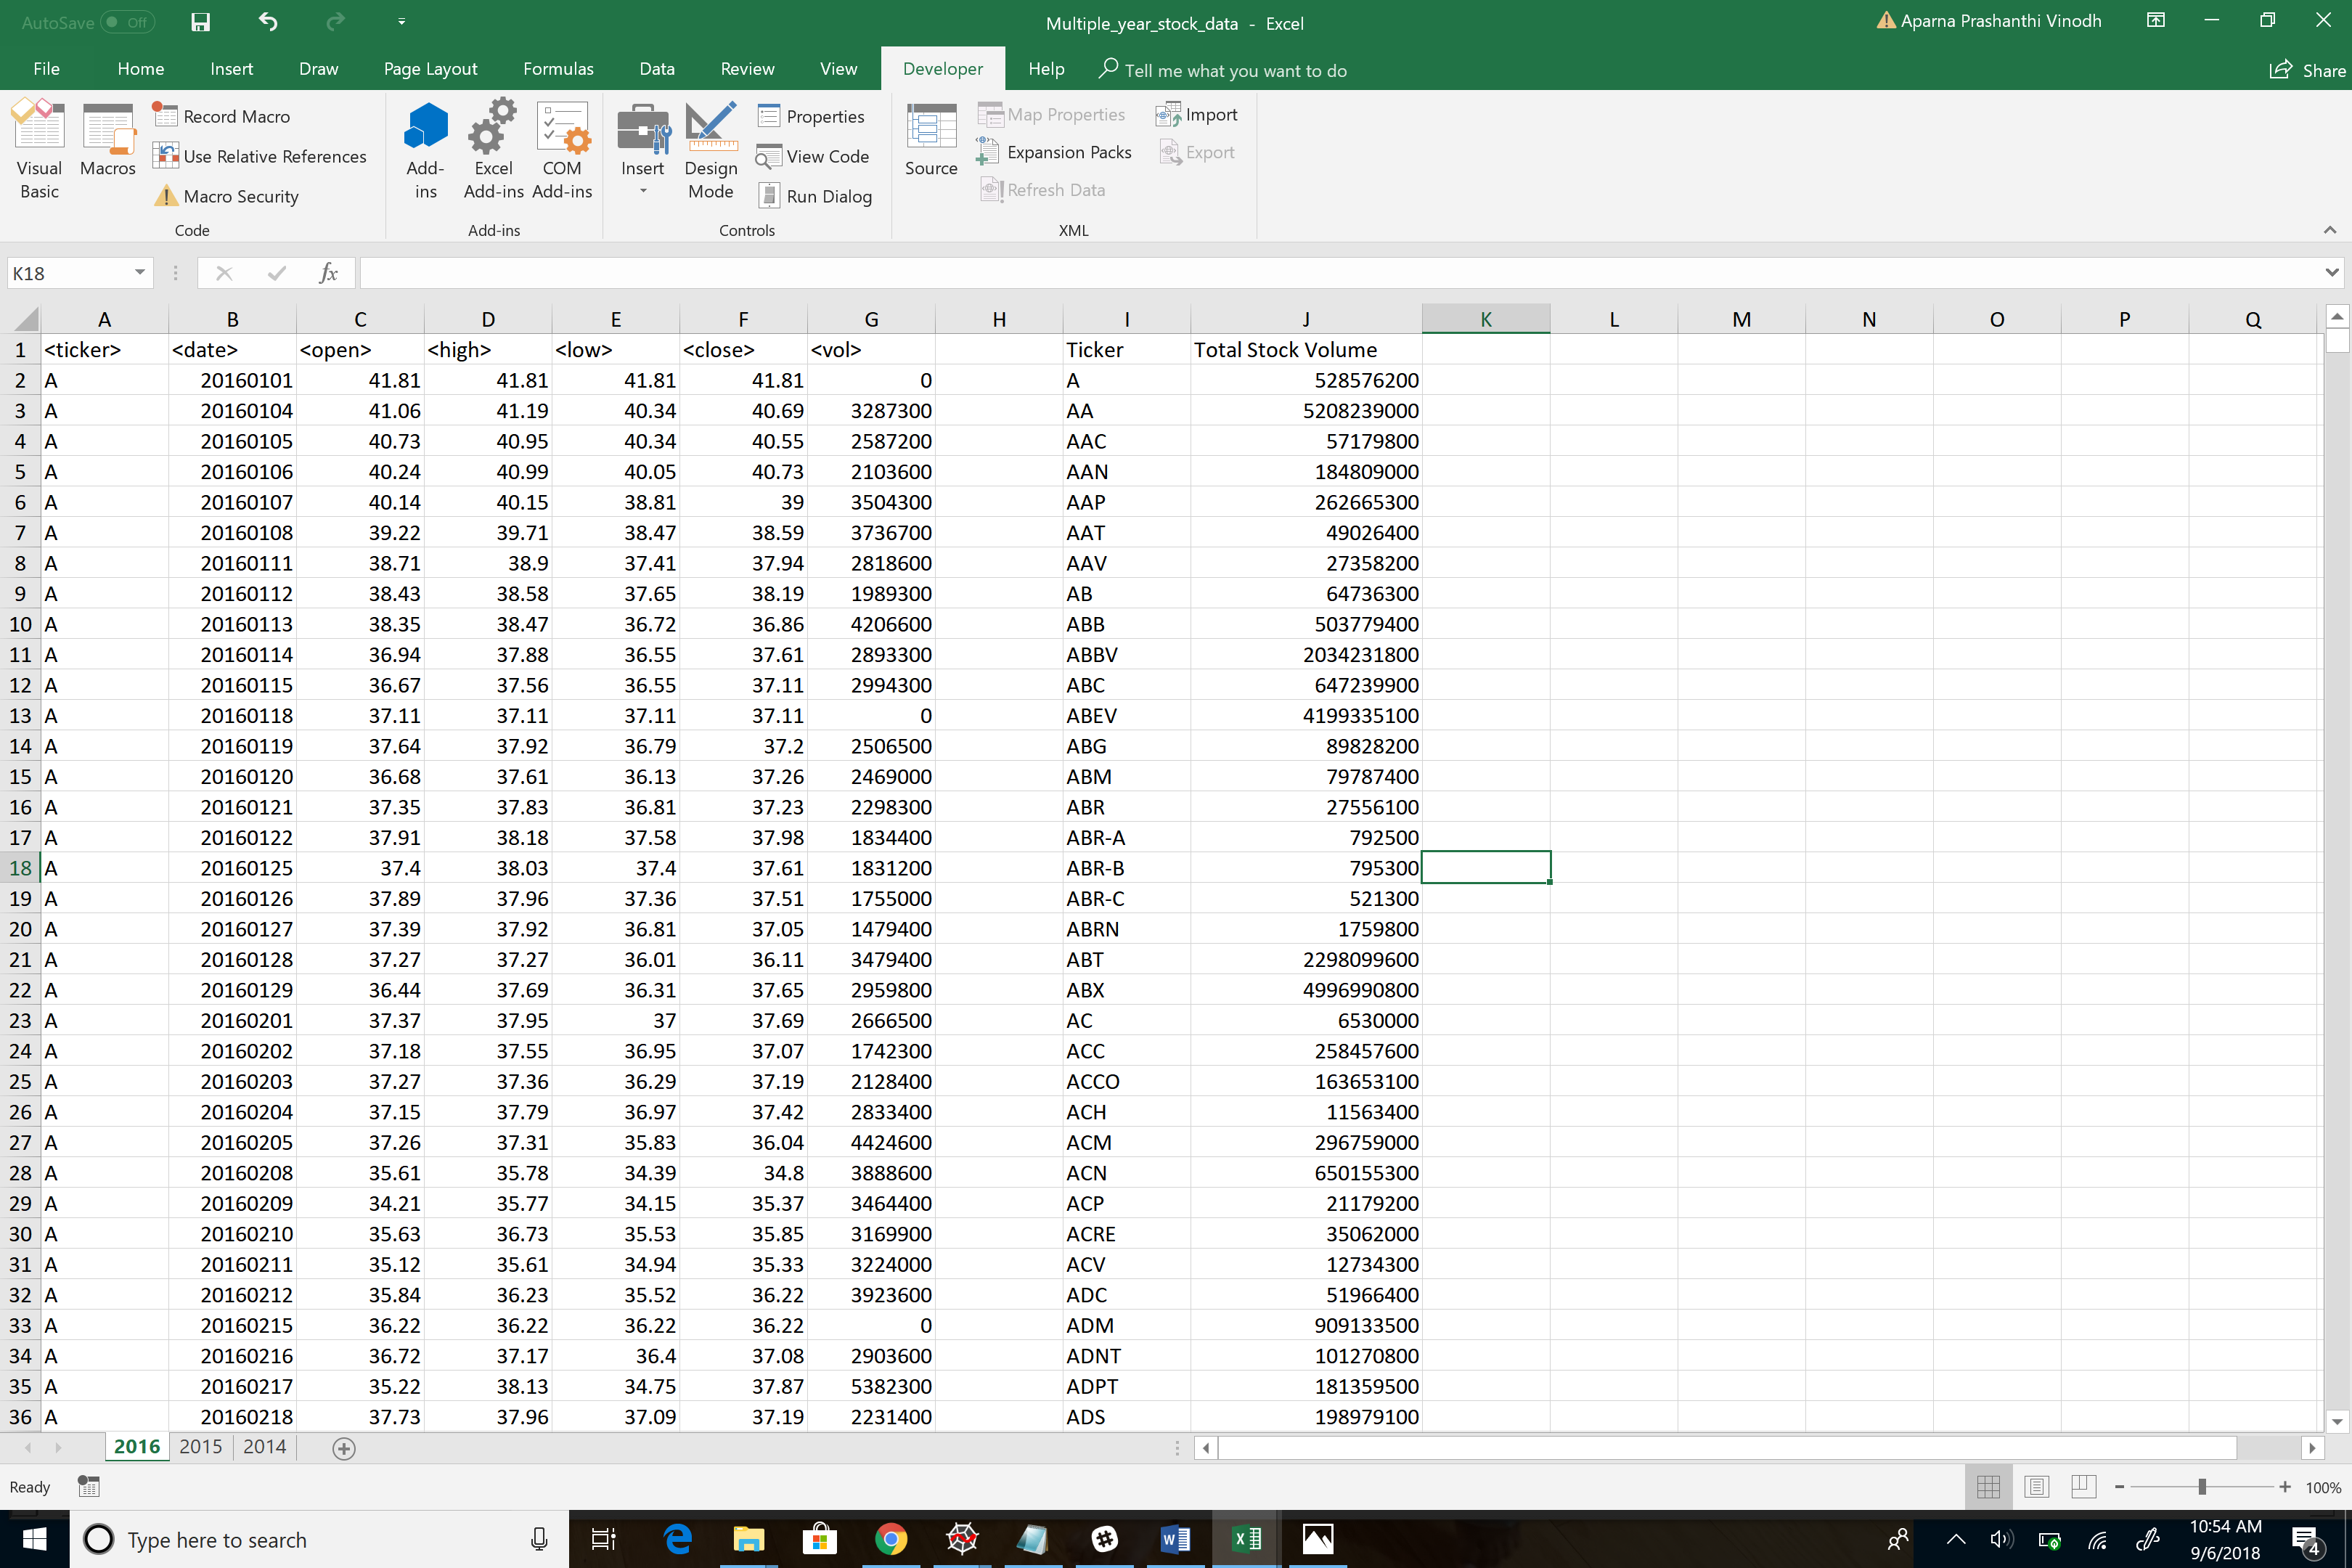 AutoSave Off Multiple_year_stock_data - Excel Aparna Prashanthi Vinodh
File Home Insert Draw Page Layout Formulas Data Review View Developer Help Tell me what you want to do Share
Visual Basic Macros Record Macro Use Relative References Macro Security Code
Add-ins Excel Add-ins COM Add-ins Add-ins
Insert Design Mode Properties View Code Run Dialog Controls
Source Map Properties Expansion Packs Refresh Data Import Export XML
K18 fx
A B C D E F G H I J K L M N O P Q
1 <ticker> <date> <open> <high> <low> <close> <vol> Ticker Total Stock Volume
2 A 20160101 41.81 41.81 41.81 41.81 0 A 528576200
3 A 20160104 41.06 41.19 40.34 40.69 3287300 AA 5208239000
4 A 20160105 40.73 40.95 40.34 40.55 2587200 AAC 57179800
5 A 20160106 40.24 40.99 40.05 40.73 2103600 AAN 184809000
6 A 20160107 40.14 40.15 38.81 39 3504300 AAP 262665300
7 A 20160108 39.22 39.71 38.47 38.59 3736700 AAT 49026400
8 A 20160111 38.71 38.9 37.41 37.94 2818600 AAV 27358200
9 A 20160112 38.43 38.58 37.65 38.19 1989300 AB 64736300
10 A 20160113 38.35 38.47 36.72 36.86 4206600 ABB 503779400
11 A 20160114 36.94 37.88 36.55 37.61 2893300 ABBV 2034231800
12 A 20160115 36.67 37.56 36.55 37.11 2994300 ABC 647239900
13 A 20160118 37.11 37.11 37.11 37.11 0 ABEV 4199335100
14 A 20160119 37.64 37.92 36.79 37.2 2506500 ABG 89828200
15 A 20160120 36.68 37.61 36.13 37.26 2469000 ABM 79787400
16 A 20160121 37.35 37.83 36.81 37.23 2298300 ABR 27556100
17 A 20160122 37.91 38.18 37.58 37.98 1834400 ABR-A 792500
18 A 20160125 37.4 38.03 37.4 37.61 1831200 ABR-B 795300
19 A 20160126 37.89 37.96 37.36 37.51 1755000 ABR-C 521300
20 A 20160127 37.39 37.92 36.81 37.05 1479400 ABRN 1759800
21 A 20160128 37.27 37.27 36.01 36.11 3479400 ABT 2298099600
22 A 20160129 36.44 37.69 36.31 37.65 2959800 ABX 4996990800
23 A 20160201 37.37 37.95 37 37.69 2666500 AC 6530000
24 A 20160202 37.18 37.55 36.95 37.07 1742300 ACC 258457600
25 A 20160203 37.27 37.36 36.29 37.19 2128400 ACCO 163653100
26 A 20160204 37.15 37.79 36.97 37.42 2833400 ACH 11563400
27 A 20160205 37.26 37.31 35.83 36.04 4424600 ACM 296759000
28 A 20160208 35.61 35.78 34.39 34.8 3888600 ACN 650155300
29 A 20160209 34.21 35.77 34.15 35.37 3464400 ACP 21179200
30 A 20160210 35.63 36.73 35.53 35.85 3169900 ACRE 35062000
31 A 20160211 35.12 35.61 34.94 35.33 3224000 ACV 12734300
32 A 20160212 35.84 36.23 35.52 36.22 3923600 ADC 51966400
33 A 20160215 36.22 36.22 36.22 36.22 0 ADM 909133500
34 A 20160216 36.72 37.17 36.4 37.08 2903600 ADNT 101270800
35 A 20160217 35.22 38.13 34.75 37.87 5382300 ADPT 181359500
36 A 20160218 37.73 37.96 37.09 37.19 2231400 ADS 198979100
2016 2015 2014
Ready 100%
Type here to search 10:54 AM
9/6/2018 4